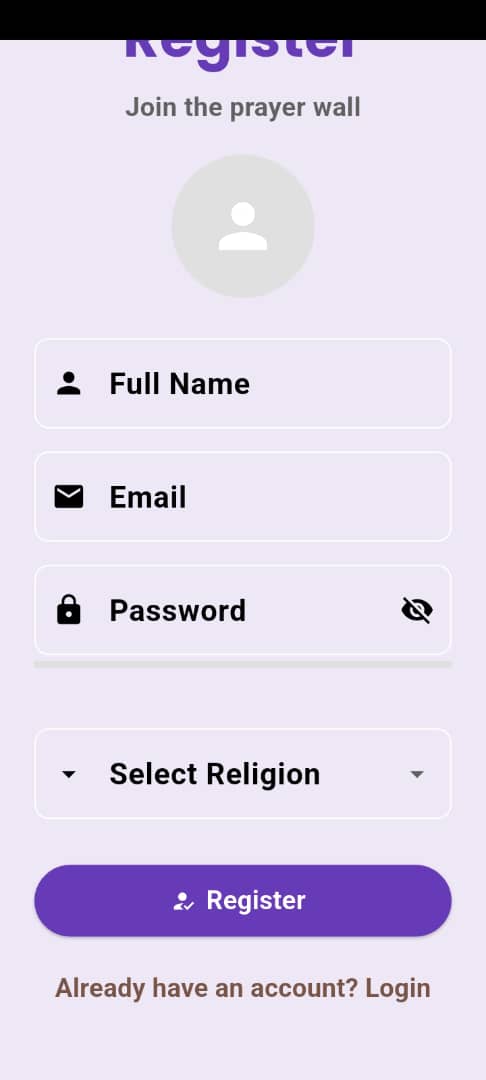 Register
Join the prayer wall
Full Name
Email
Password
Select Religion
Register
Already have an account? Login